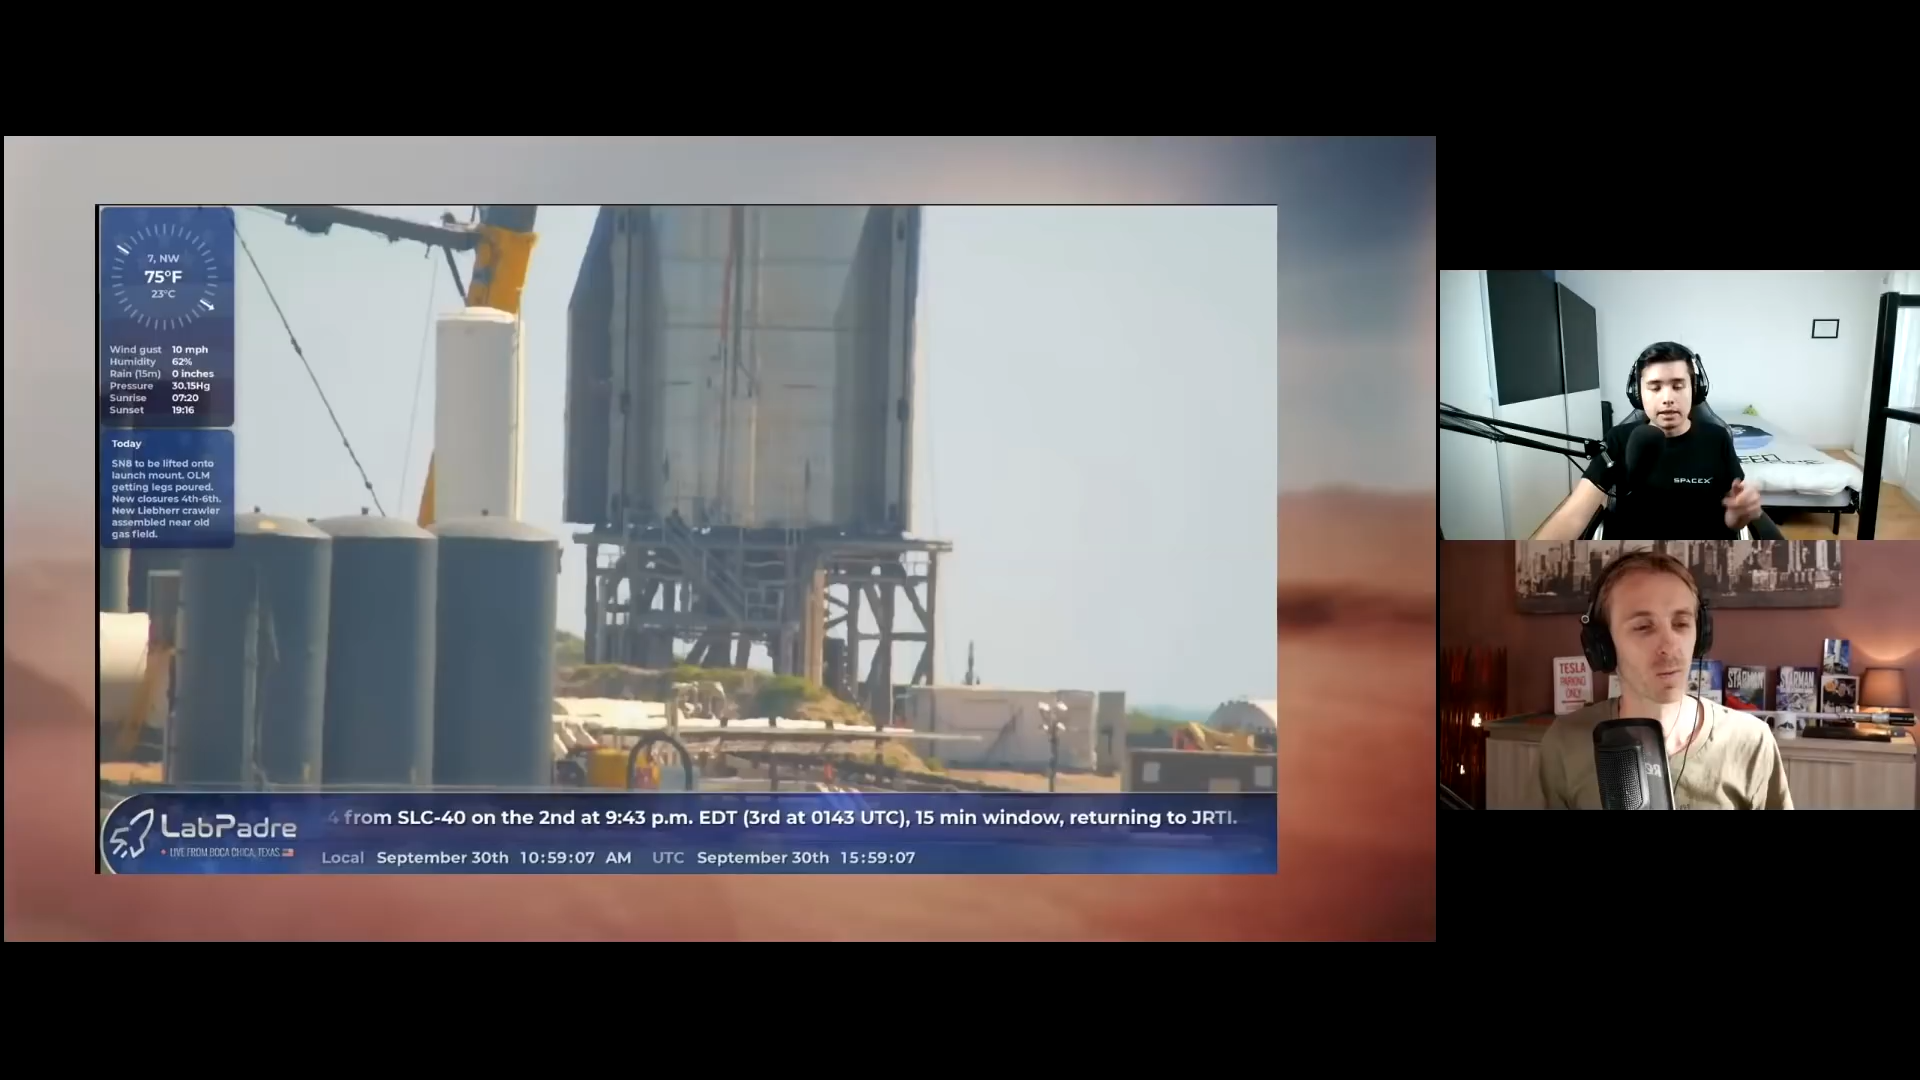 7, NW
75°F
23°C
Wind gust 10 mph
Humidity 62%
Rain (15m) 0 inches
Pressure 30.15Hg
Sunrise 07:20
Sunset 19:16
Today
SN8 to be lifted onto
launch mount. OLM
getting legs poured.
New closures 4th-6th.
New Liebherr crawler
assembled near old
gas field.
LabPadre
LIVE FROM BOCA CHICA, TEXAS
4 from SLC-40 on the 2nd at 9:43 p.m. EDT (3rd at 0143 UTC), 15 min window, returning to JRTI.
Local September 30th 10:59:07 AM UTC September 30th 15:59:07
SPACEX
TESLA
PARKING
ONLY
STARMAN
STARMAN